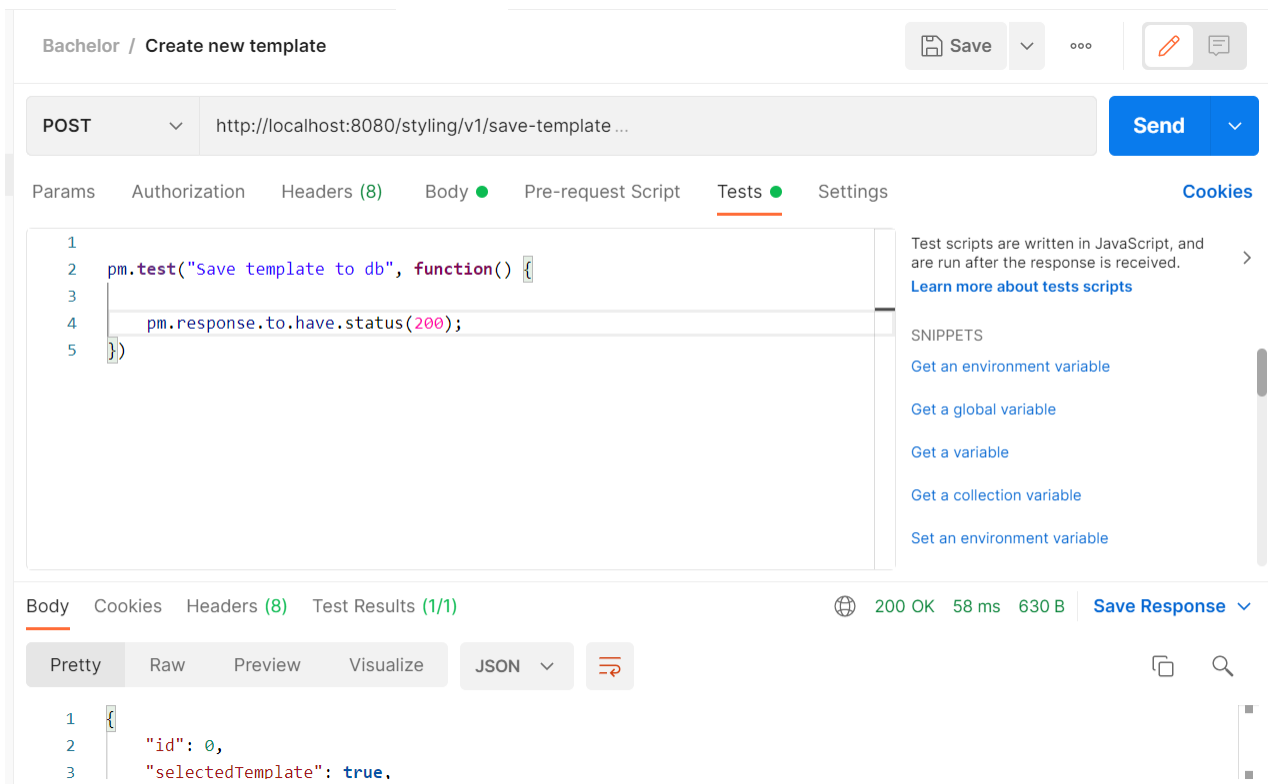 Bachelor / Create new template
Save
POST
http://localhost:8080/styling/v1/save-template ...
Send
Params Authorization Headers (8) Body Pre-request Script Tests Settings Cookies
1
2 pm.test("Save template to db", function() {
3
4 pm.response.to.have.status(200);
5 })
Test scripts are written in JavaScript, and
are run after the response is received.
Learn more about tests scripts
SNIPPETS
Get an environment variable
Get a global variable
Get a variable
Get a collection variable
Set an environment variable
Body Cookies Headers (8) Test Results (1/1) 200 OK 58 ms 630 B Save Response
Pretty Raw Preview Visualize JSON
1 {
2 "id": 0,
3 "selectedTemplate": true,